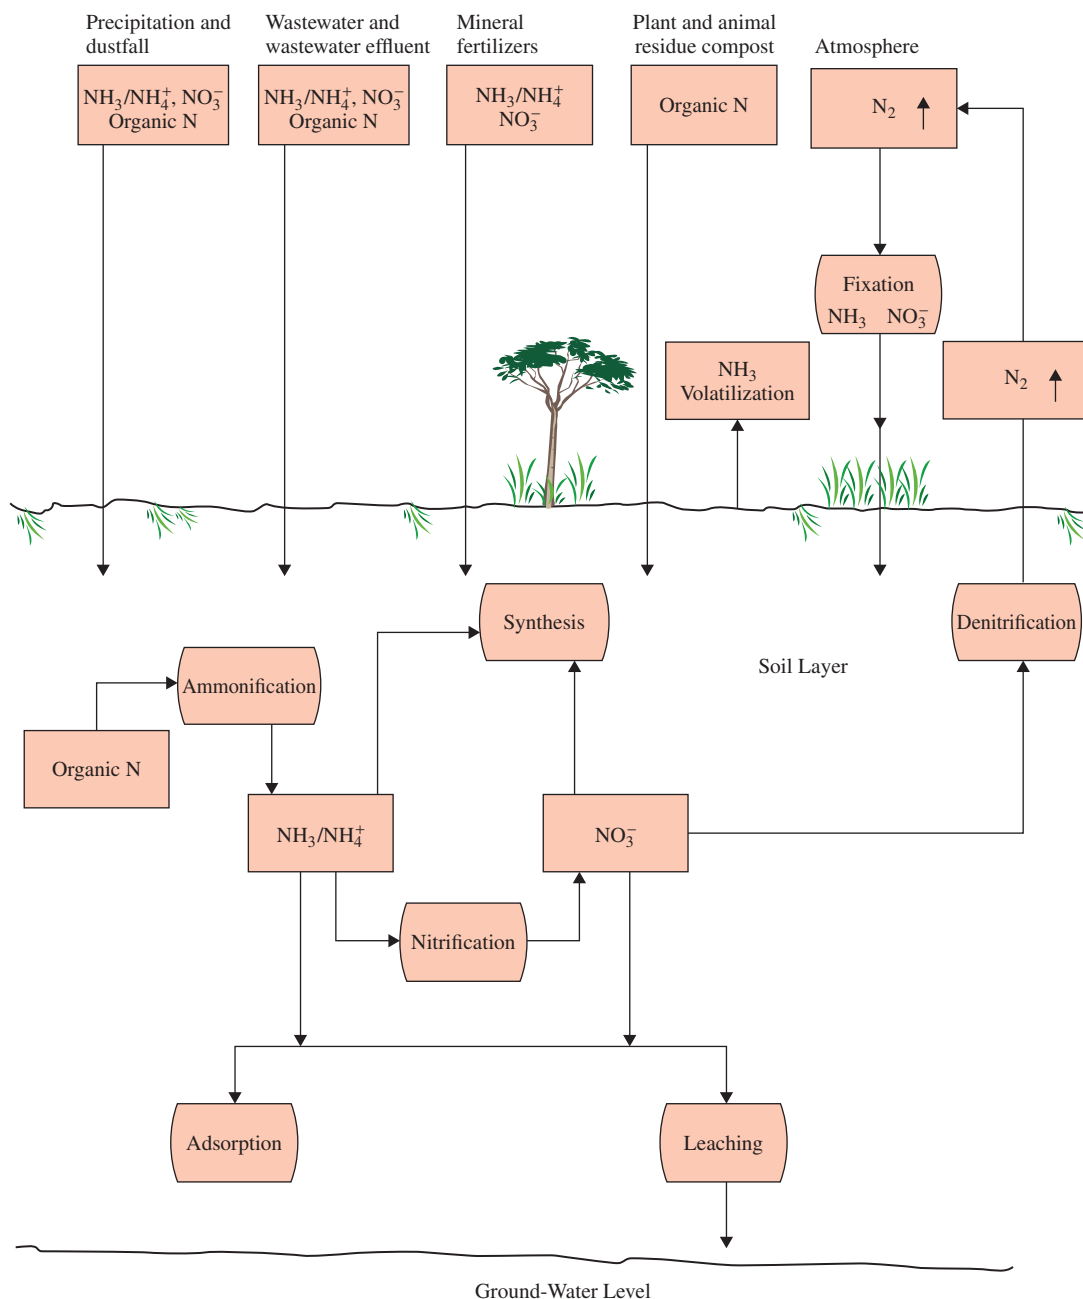 Precipitation and
dustfall
Wastewater and
wastewater effluent
Mineral
fertilizers
Plant and animal
residue compost
Atmosphere
NH₃/NH₄⁺, NO₃⁻
Organic N
NH₃/NH₄⁺, NO₃⁻
Organic N
NH₃/NH₄⁺
NO₃⁻
Organic N
N₂
Fixation
NH₃ NO₃⁻
NH₃
Volatilization
N₂
Synthesis
Denitrification
Soil Layer
Ammonification
Organic N
NH₃/NH₄⁺
NO₃⁻
Nitrification
Adsorption
Leaching
Ground-Water Level